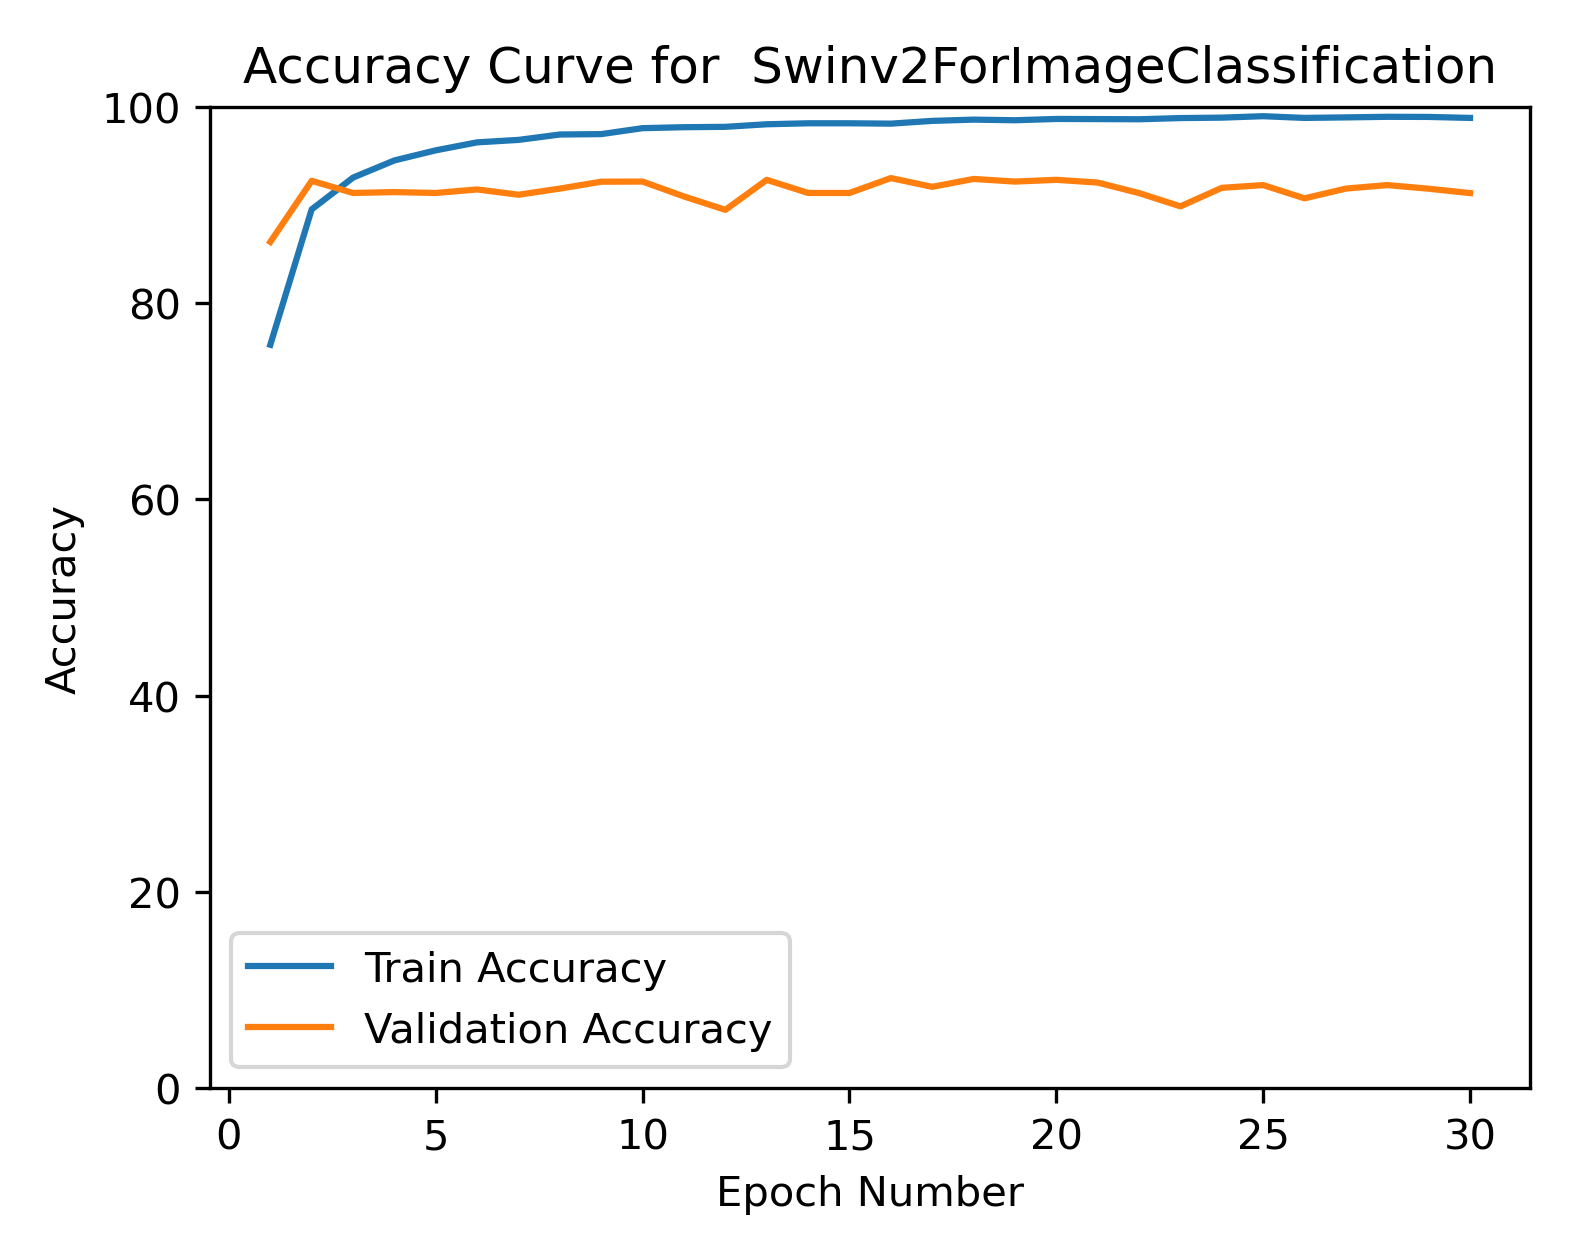 Accuracy Curve for  Swinv2ForImageClassification
100
80
60
40
20
0
Accuracy
Train Accuracy
Validation Accuracy
0 5 10 15 20 25 30
Epoch Number